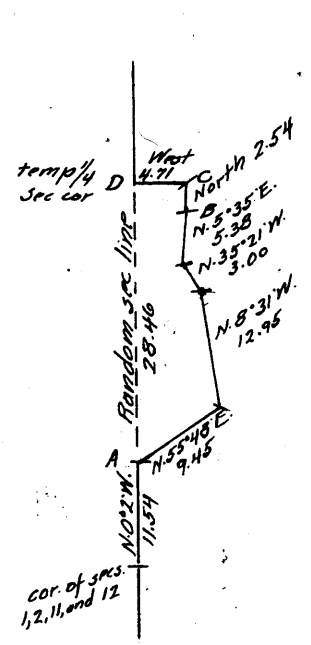 West
4.71
C
North 2.54
temp 1/4
Sec cor
D
B
N.5°35'E.
5.38
N.35°21'W.
3.00
Random sec line
28.46
N.8°31'W.
12.95
A
N.55°48'E.
9.45
N.0°2'W.
11.54
cor. of secs.
1,2,11, and 12